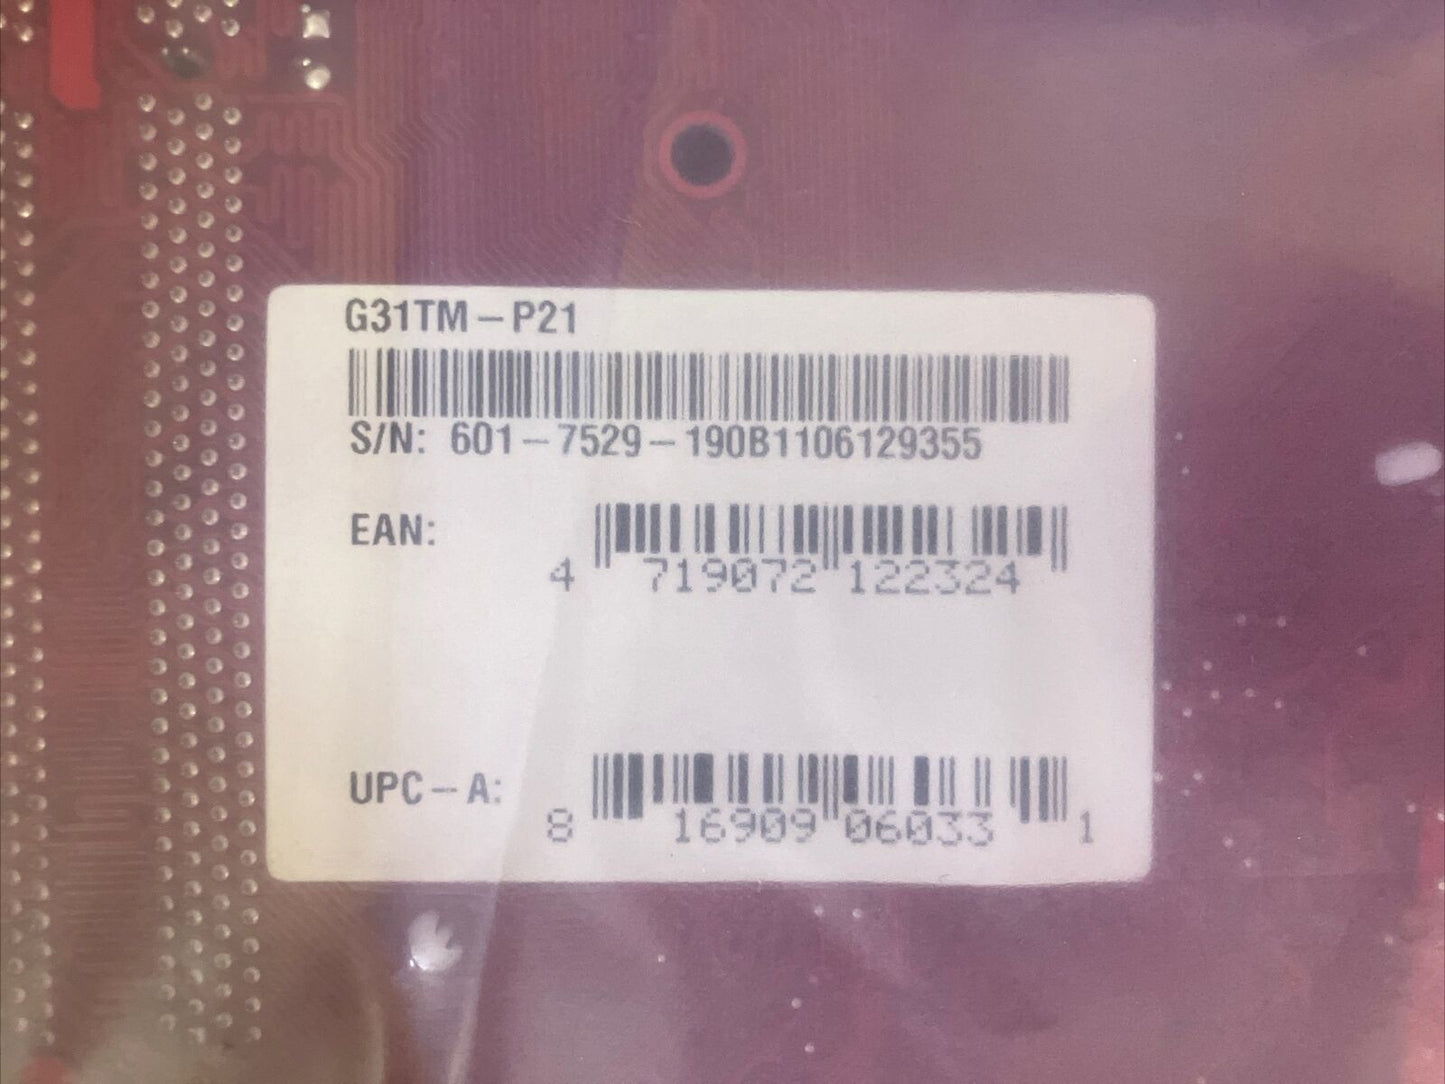 G31TM-P21
S/N: 601-7529-190B1106129355
EAN:
4 719072 122324
UPC-A:
8 16909 06033 1